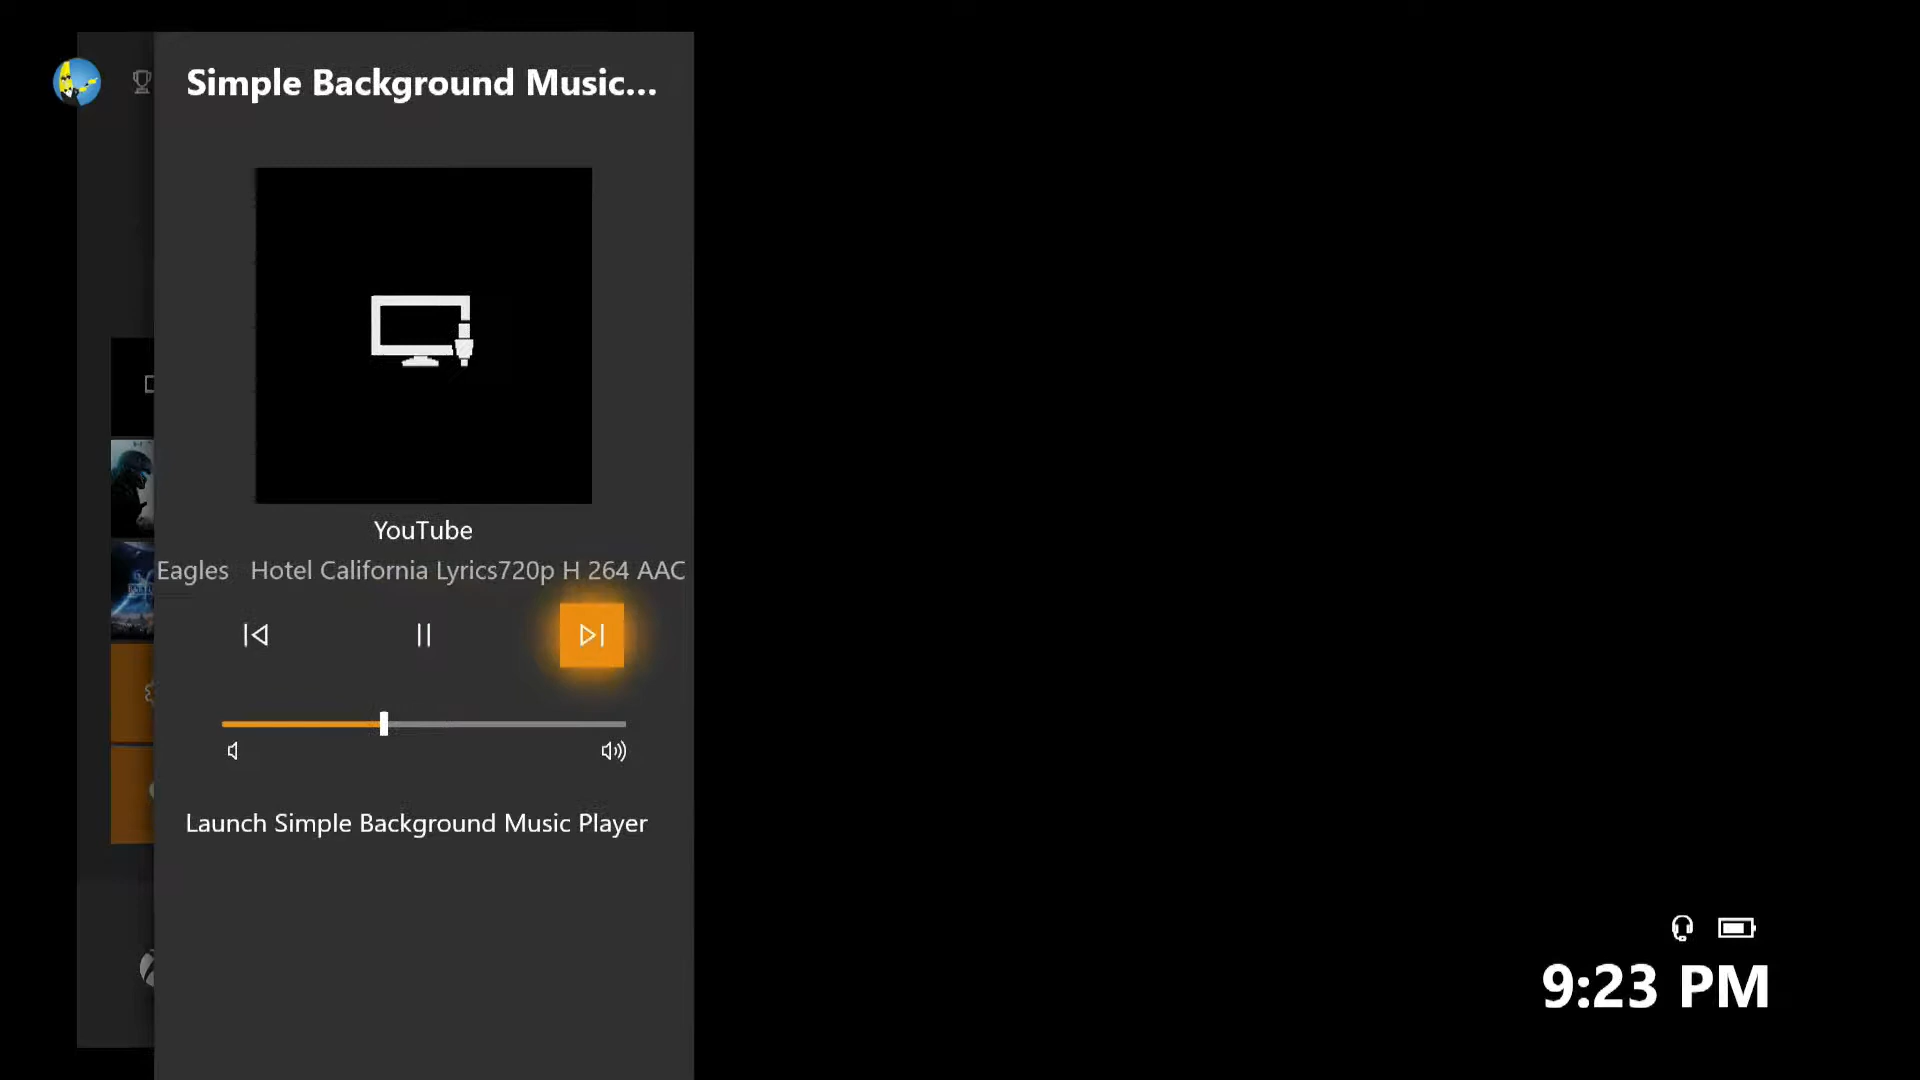 Simple Background Music...
YouTube
Eagles   Hotel California Lyrics720p H 264 AAC
Launch Simple Background Music Player
9:23 PM